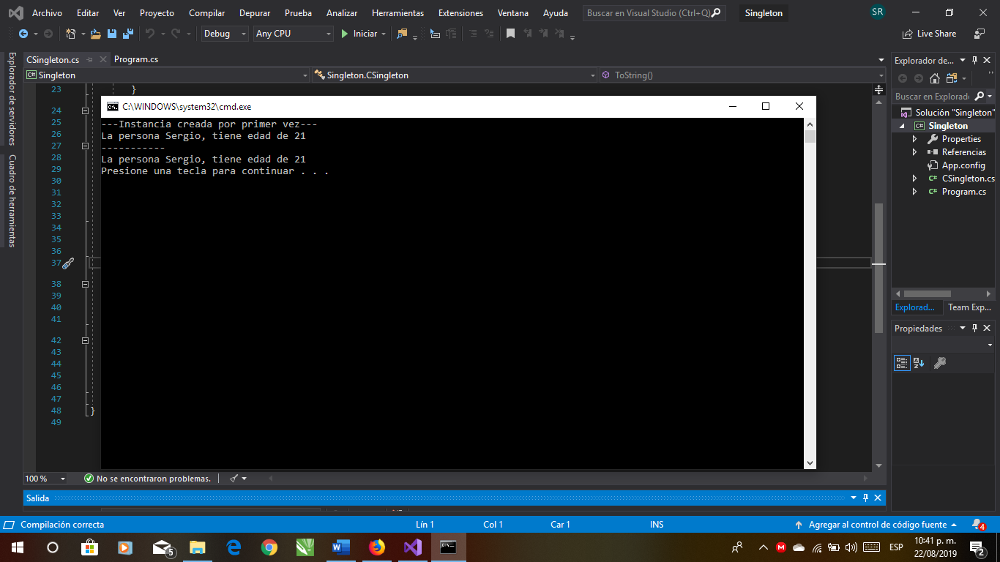 Archivo Editar Ver Proyecto Compilar Depurar Prueba Analizar Herramientas Extensiones Ventana Ayuda Buscar en Visual Studio (Ctrl+Q) Singleton SR
Debug Any CPU Iniciar Live Share
Explorador de servidores
Cuadro de herramientas
CSingleton.cs Program.cs
Singleton Singleton.CSingleton ToString()
23 }
24
25
26
27
28
29
30
31
32
33
34
35
36
37
38
39
40
41
42
43
44
45
46
47
48 }
49
C:\WINDOWS\system32\cmd.exe
---Instancia creada por primer vez---
La persona Sergio, tiene edad de 21
-----------
La persona Sergio, tiene edad de 21
Presione una tecla para continuar . . .
Explorador de...
Buscar en Explorado
Solución "Singleton"
Singleton
Properties
Referencias
App.config
CSingleton.cs
Program.cs
Explorad... Team Exp...
Propiedades
100 % No se encontraron problemas.
Salida
Compilación correcta Lín 1 Col 1 Car 1 INS Agregar al control de código fuente 4
5 ESP 10:41 p. m.
22/08/2019 2